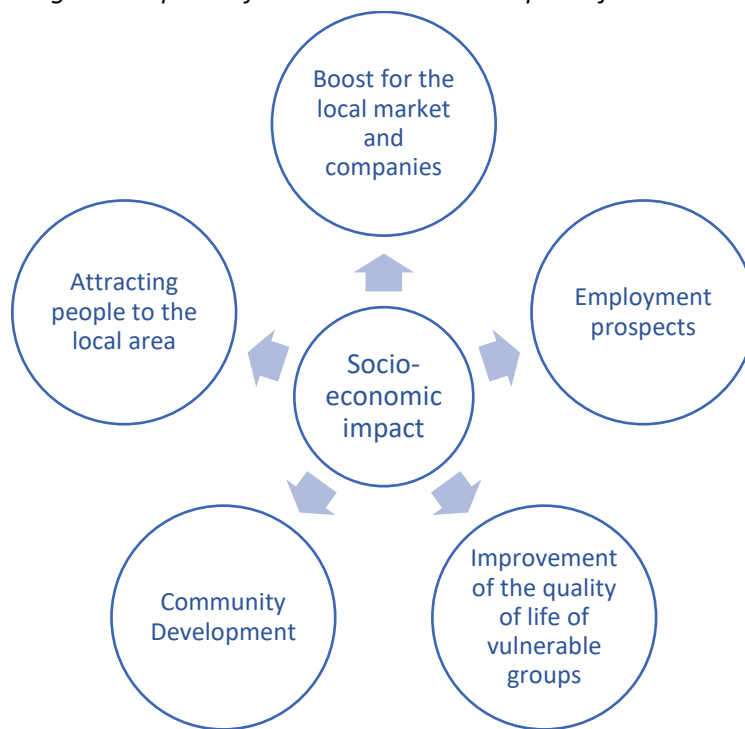 Boost for the
local market
and
companies
Attracting
people to the
local area
Employment
prospects
Socio-
economic
impact
Community
Development
Improvement
of the quality
of life of
vulnerable
groups